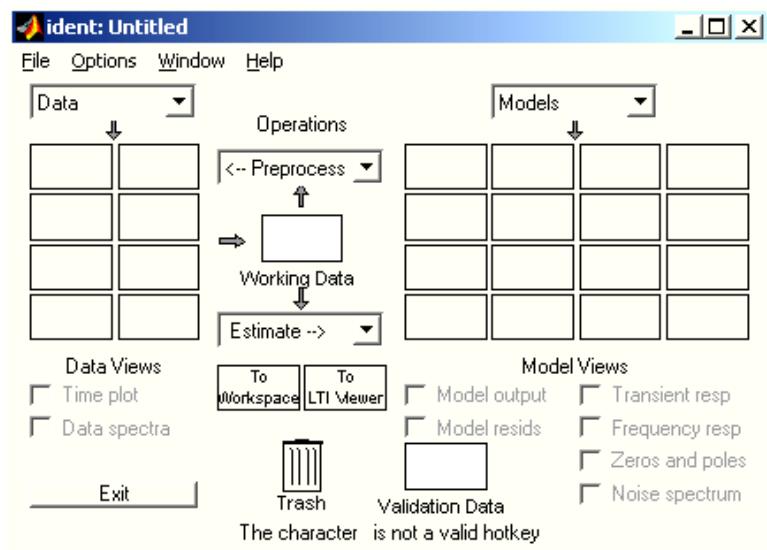 ident: Untitled
File Options Window Help
Data
Models
Operations
<-- Preprocess
Working Data
Estimate -->
Data Views
Time plot
Data spectra
To Workspace
To LTI Viewer
Model Views
Model output
Transient resp
Model resids
Frequency resp
Zeros and poles
Noise spectrum
Exit
Trash
Validation Data
The character is not a valid hotkey